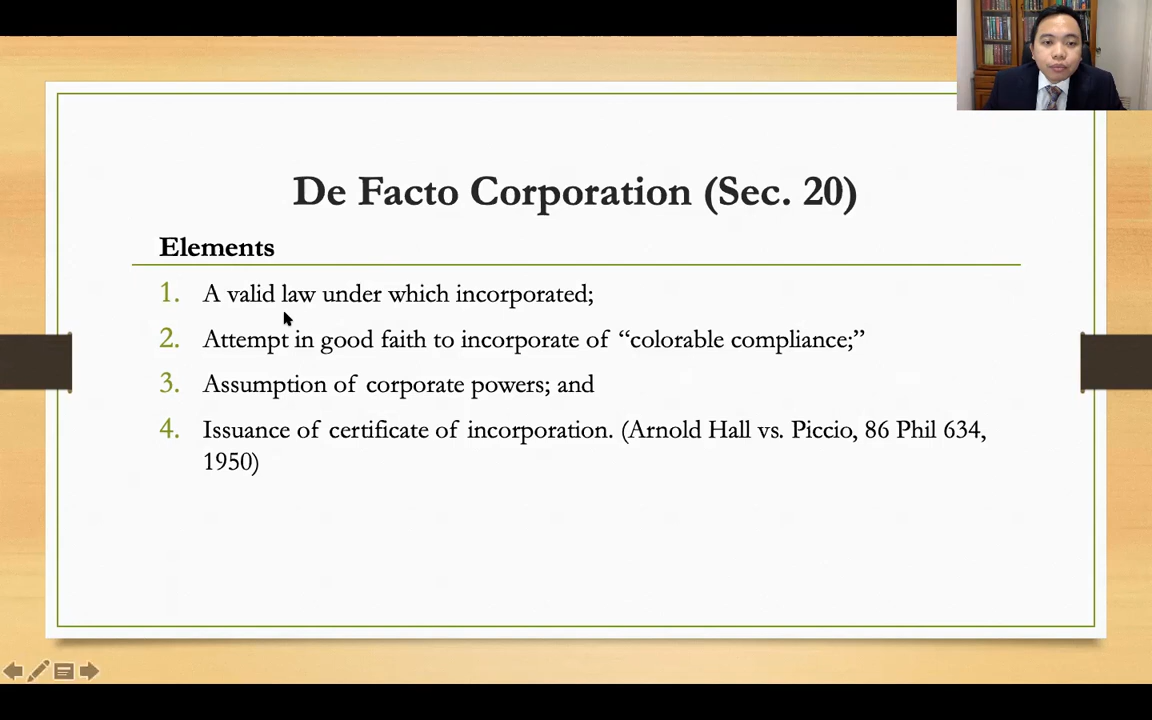 De Facto Corporation (Sec. 20)
Elements
1. A valid law under which incorporated;
2. Attempt in good faith to incorporate of “colorable compliance;”
3. Assumption of corporate powers; and
4. Issuance of certificate of incorporation. (Arnold Hall vs. Piccio, 86 Phil 634,
1950)